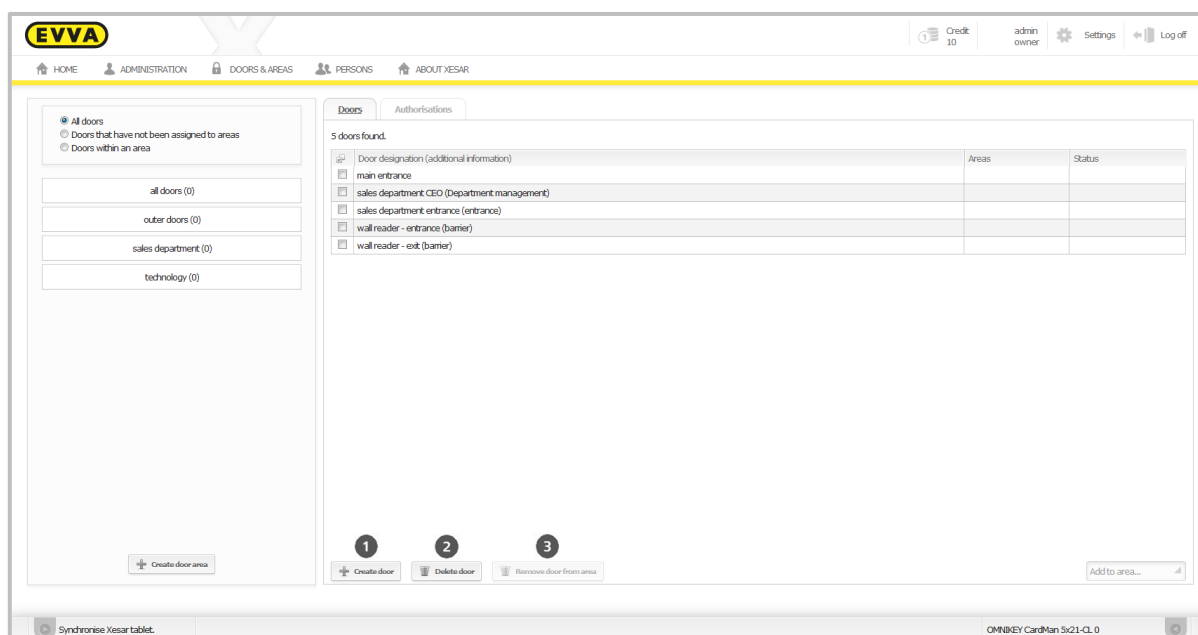 EVVA
Credit
10
admin
owner
Settings
Log off
HOME
ADMINISTRATION
DOORS & AREAS
PERSONS
ABOUT XESAR
All doors
Doors that have not been assigned to areas
Doors within an area
all doors (0)
outer doors (0)
sales department (0)
technology (0)
Create door area
Doors
Authorisations
5 doors found.
Door designation (additional information)
Areas
Status
main entrance
sales department CEO (Department management)
sales department entrance (entrance)
wall reader - entrance (barrier)
wall reader - exit (barrier)
1
2
3
Create door
Delete door
Remove door from area
Add to area...
Synchronise Xesar tablet.
OMNIKEY CardMan 5x21-CL 0